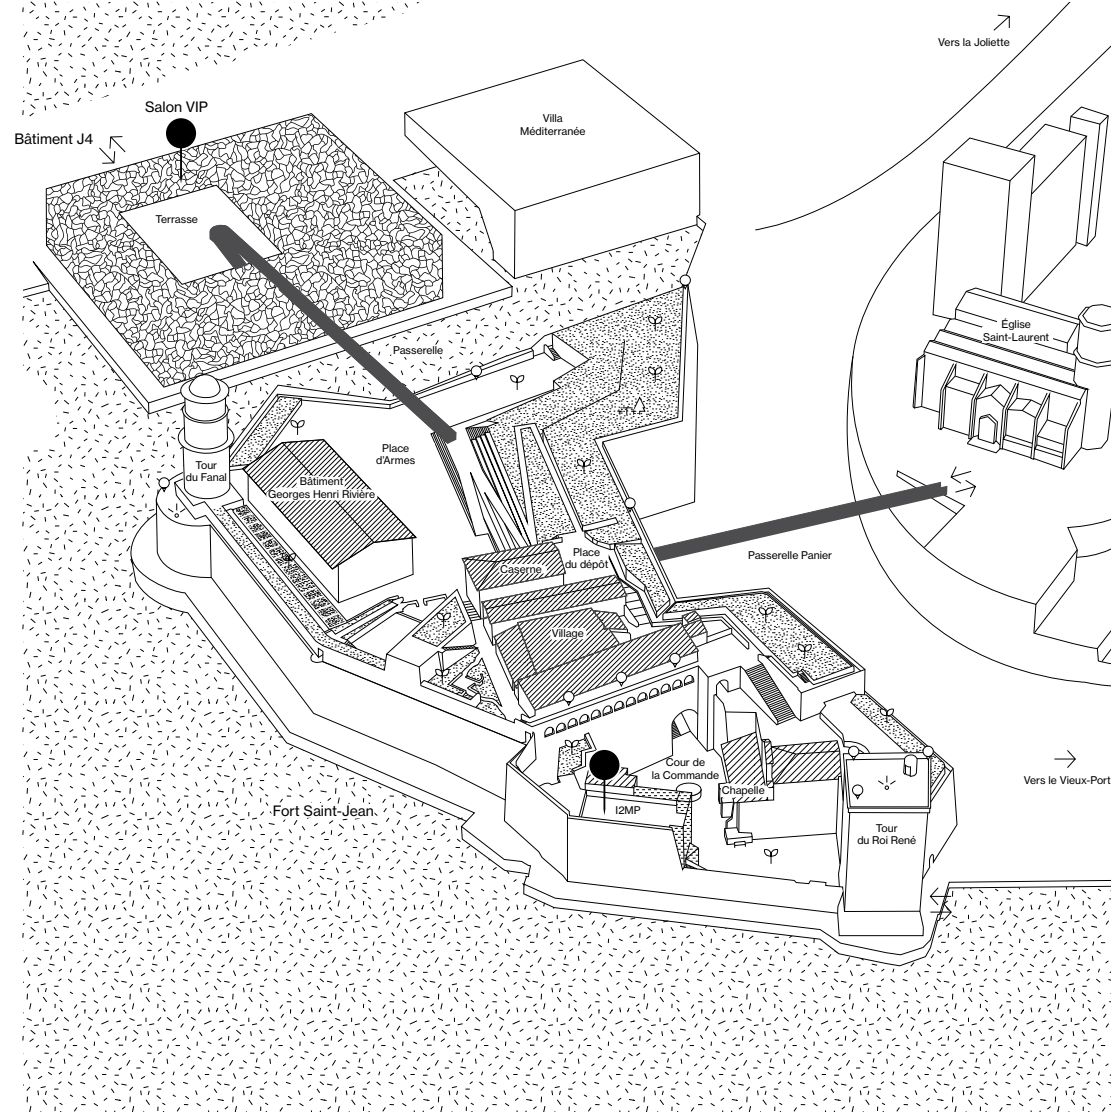 Vers la Joliette
Salon VIP
Bâtiment J4
Villa
Méditerranée
Terrasse
Église
Saint-Laurent
Passerelle
Place
d'Armes
Tour
du Fanal
Bâtiment
Georges Henri Rivière
Passerelle Panier
Place
du dépôt
Caserne
Village
Cour de
la Commande
Vers le Vieux-Port
Chapelle
Fort Saint-Jean
I2MP
Tour
du Roi René